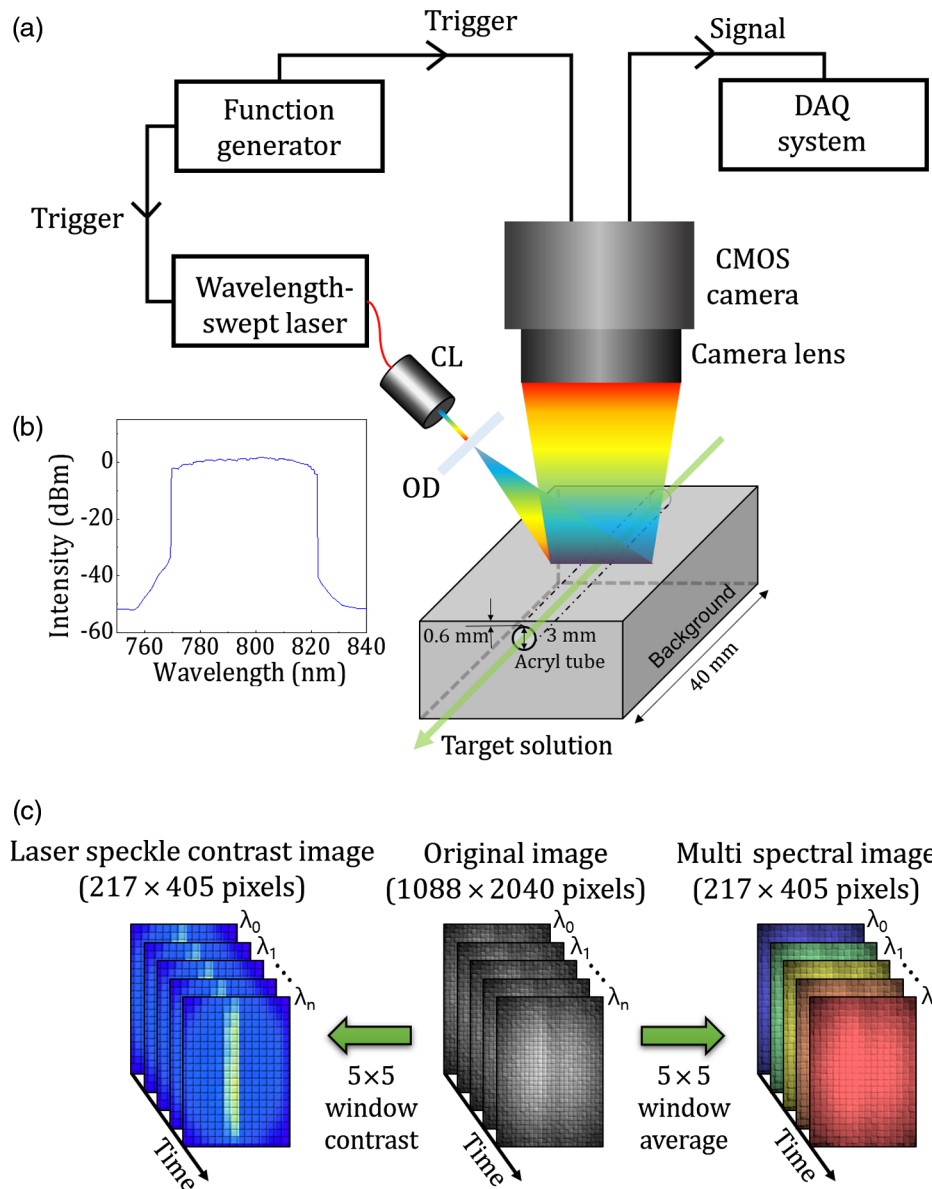 (a)
Trigger
Signal
Function
generator
DAQ
system
Trigger
Wavelength-
swept laser
CMOS
camera
CL
Camera lens
OD
(b)
Intensity (dBm)
0
-20
-40
-60
760 780 800 820 840
Wavelength (nm)
0.6 mm
3 mm
Acryl tube
Background
40 mm
Target solution
(c)
Laser speckle contrast image
(217 × 405 pixels)
Original image
(1088 × 2040 pixels)
Multi spectral image
(217 × 405 pixels)
λ0
λ1
λn
Time
5×5
window
contrast
λ0
λ1
λn
Time
5×5
window
average
λ0
λ1
λ
Time